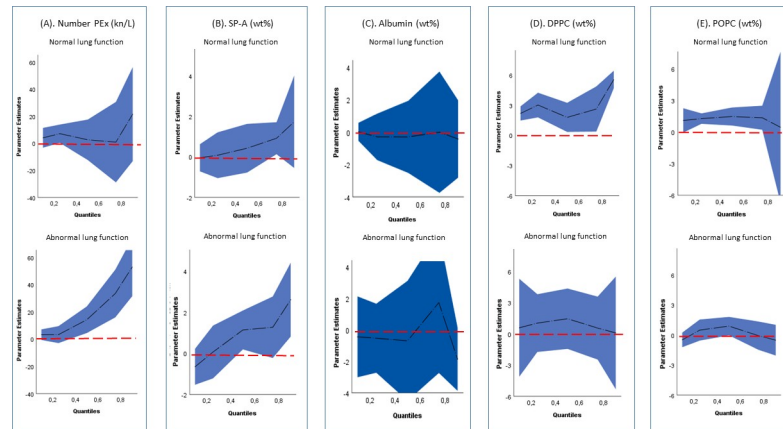 (A). Number PEx (kn/L)
Normal lung function
Parameter Estimates
60
40
20
0
-20
-40
0,2 0,4 0,6 0,8
Quantiles
Abnormal lung function
Parameter Estimates
60
40
20
0
-20
-40
0,2 0,4 0,6 0,8
Quantiles
(B). SP-A (wt%)
Normal lung function
Parameter Estimates
4
2
0
-2
0,2 0,4 0,6 0,8
Quantiles
Abnormal lung function
Parameter Estimates
4
2
0
-2
0,2 0,4 0,6 0,8
Quantiles
(C). Albumin (wt%)
Normal lung function
Parameter Estimates
4
2
0
-2
-4
0,2 0,4 0,6 0,8
Quantiles
Abnormal lung function
Parameter Estimates
4
2
0
-2
-4
0,2 0,4 0,6 0,8
Quantiles
(D). DPPC (wt%)
Normal lung function
Parameter Estimates
6
3
0
-6
0,2 0,4 0,6 0,8
Quantiles
Abnormal lung function
Parameter Estimates
6
3
0
-3
-6
0,2 0,4 0,6 0,8
Quantiles
(E). POPC (wt%)
Normal lung function
Parameter Estimates
6
3
0
-3
-6
0,2 0,4 0,6 0,8
Quantiles
Abnormal lung function
Parameter Estimates
3
0
-3
-6
0,2 0,4 0,6 0,8
Quantiles